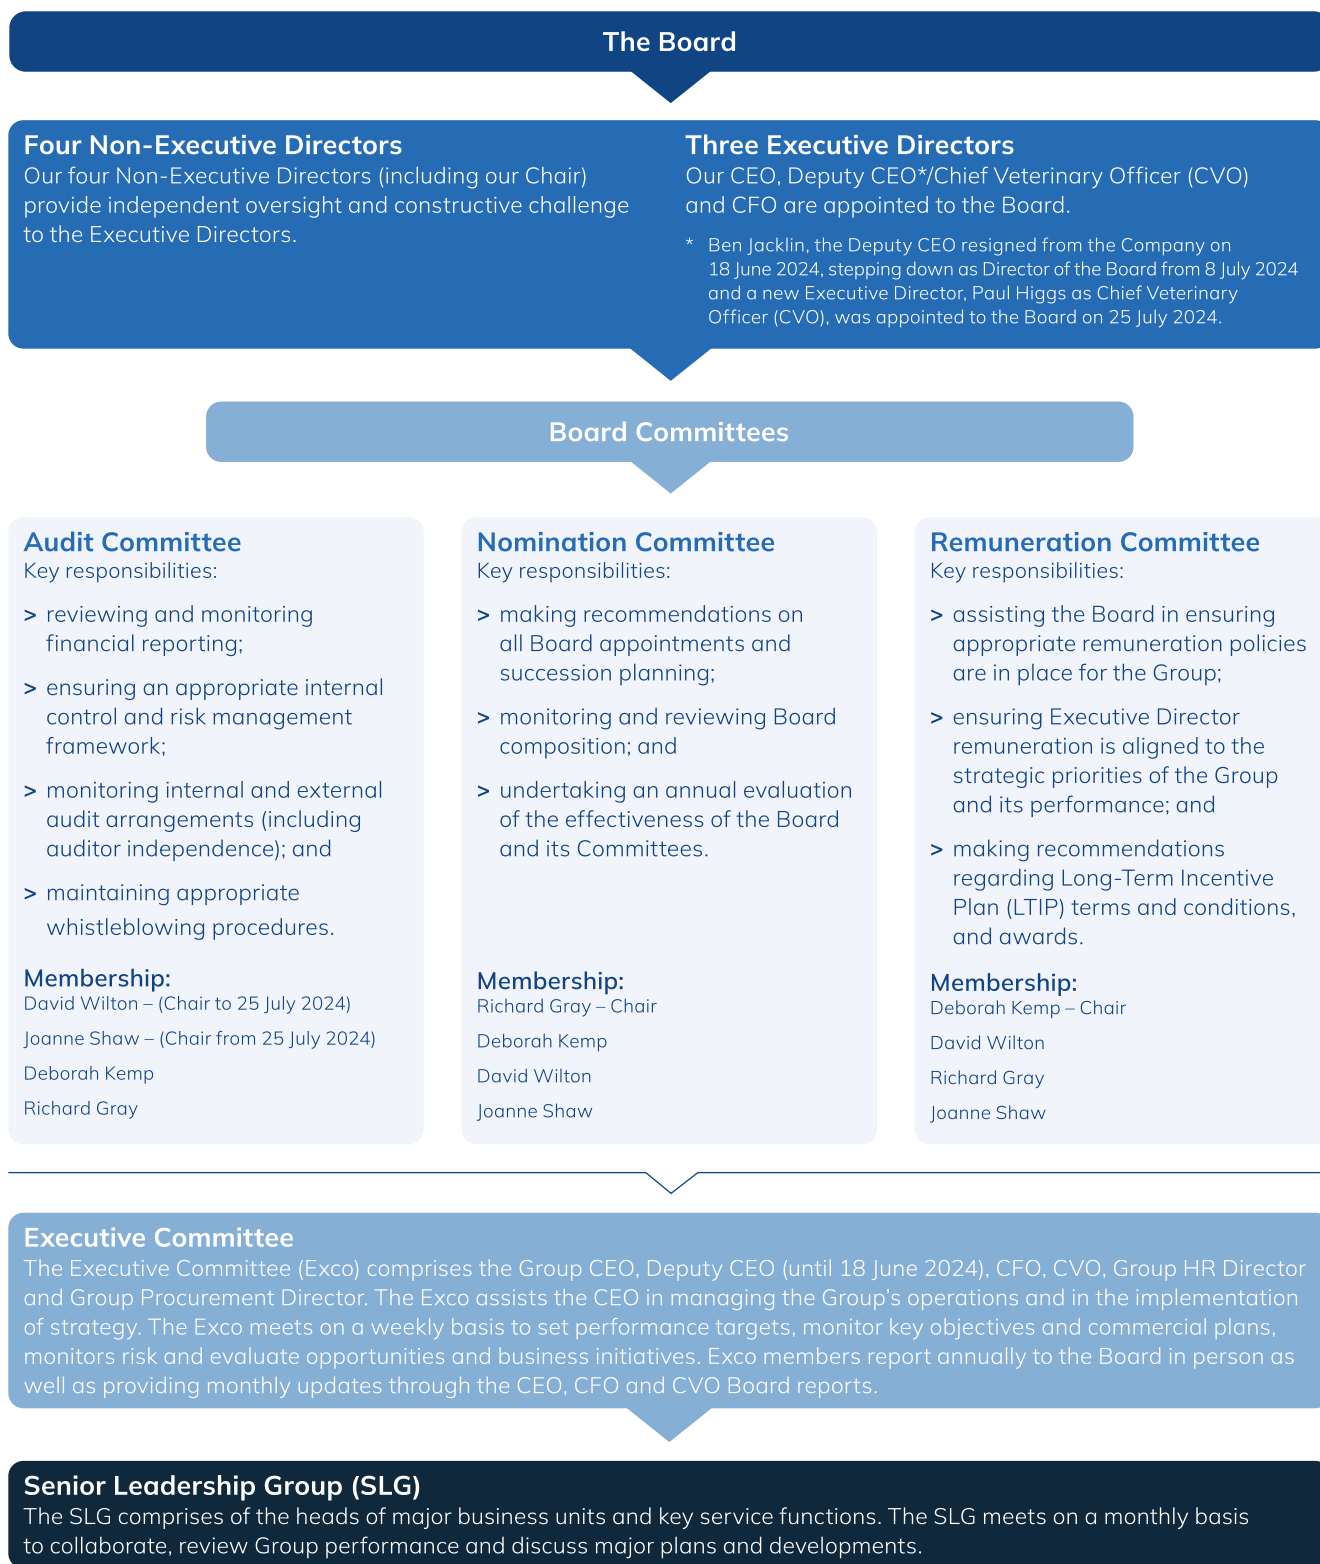 The Board
Four Non-Executive Directors
Our four Non-Executive Directors (including our Chair)
provide independent oversight and constructive challenge
to the Executive Directors.
Three Executive Directors
Our CEO, Deputy CEO*/Chief Veterinary Officer (CVO)
and CFO are appointed to the Board.
* Ben Jacklin, the Deputy CEO resigned from the Company on
18 June 2024, stepping down as Director of the Board from 8 July 2024
and a new Executive Director, Paul Higgs as Chief Veterinary
Officer (CVO), was appointed to the Board on 25 July 2024.
Board Committees
Audit Committee
Key responsibilities:
> reviewing and monitoring
financial reporting;
> ensuring an appropriate internal
control and risk management
framework;
> monitoring internal and external
audit arrangements (including
auditor independence); and
> maintaining appropriate
whistleblowing procedures.
Membership:
David Wilton – (Chair to 25 July 2024)
Joanne Shaw – (Chair from 25 July 2024)
Deborah Kemp
Richard Gray
Nomination Committee
Key responsibilities:
> making recommendations on
all Board appointments and
succession planning;
> monitoring and reviewing Board
composition; and
> undertaking an annual evaluation
of the effectiveness of the Board
and its Committees.
Membership:
Richard Gray – Chair
Deborah Kemp
David Wilton
Joanne Shaw
Remuneration Committee
Key responsibilities:
> assisting the Board in ensuring
appropriate remuneration policies
are in place for the Group;
> ensuring Executive Director
remuneration is aligned to the
strategic priorities of the Group
and its performance; and
> making recommendations
regarding Long-Term Incentive
Plan (LTIP) terms and conditions,
and awards.
Membership:
Deborah Kemp – Chair
David Wilton
Richard Gray
Joanne Shaw
Executive Committee
The Executive Committee (Exco) comprises the Group CEO, Deputy CEO (until 18 June 2024), CFO, CVO, Group HR Director
and Group Procurement Director. The Exco assists the CEO in managing the Group's operations and in the implementation
of strategy. The Exco meets on a weekly basis to set performance targets, monitor key objectives and commercial plans,
monitors risk and evaluate opportunities and business initiatives. Exco members report annually to the Board in person as
well as providing monthly updates through the CEO, CFO and CVO Board reports.
Senior Leadership Group (SLG)
The SLG comprises of the heads of major business units and key service functions. The SLG meets on a monthly basis
to collaborate, review Group performance and discuss major plans and developments.